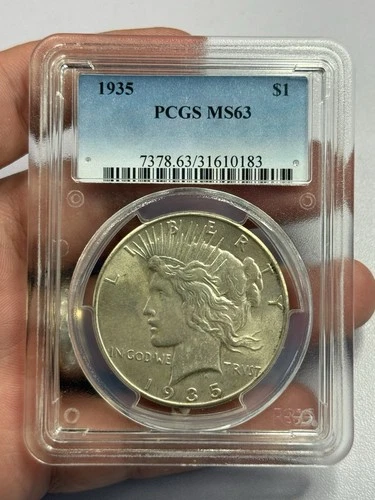 1935 $1
PCGS MS63
7378.63/31610183
LIBERTY
IN GOD WE TRUST
1935